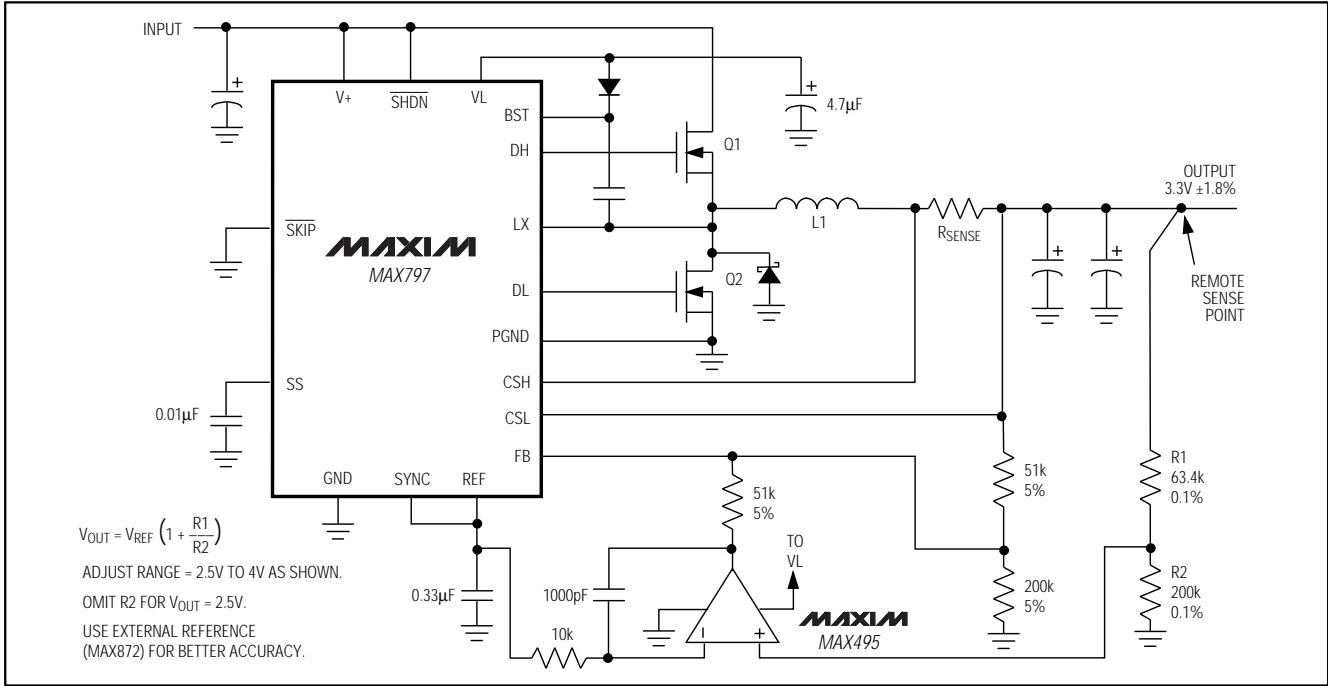 INPUT
V+
SHDN
VL
BST
DH
Q1
+
+
4.7µF
OUTPUT
3.3V ±1.8%
SKIP
MAXIM
MAX797
LX
L1
RSENSE
+
+
DL
Q2
REMOTE
SENSE
POINT
PGND
SS
CSH
0.01µF
CSL
FB
GND
SYNC
REF
51k
5%
51k
5%
R1
63.4k
0.1%
VOUT = VREF (1 + R1/R2)
ADJUST RANGE = 2.5V TO 4V AS SHOWN.
OMIT R2 FOR VOUT = 2.5V.
USE EXTERNAL REFERENCE
(MAX872) FOR BETTER ACCURACY.
0.33µF
1000pF
10k
TO
VL
– +
MAXIM
MAX495
200k
5%
R2
200k
0.1%